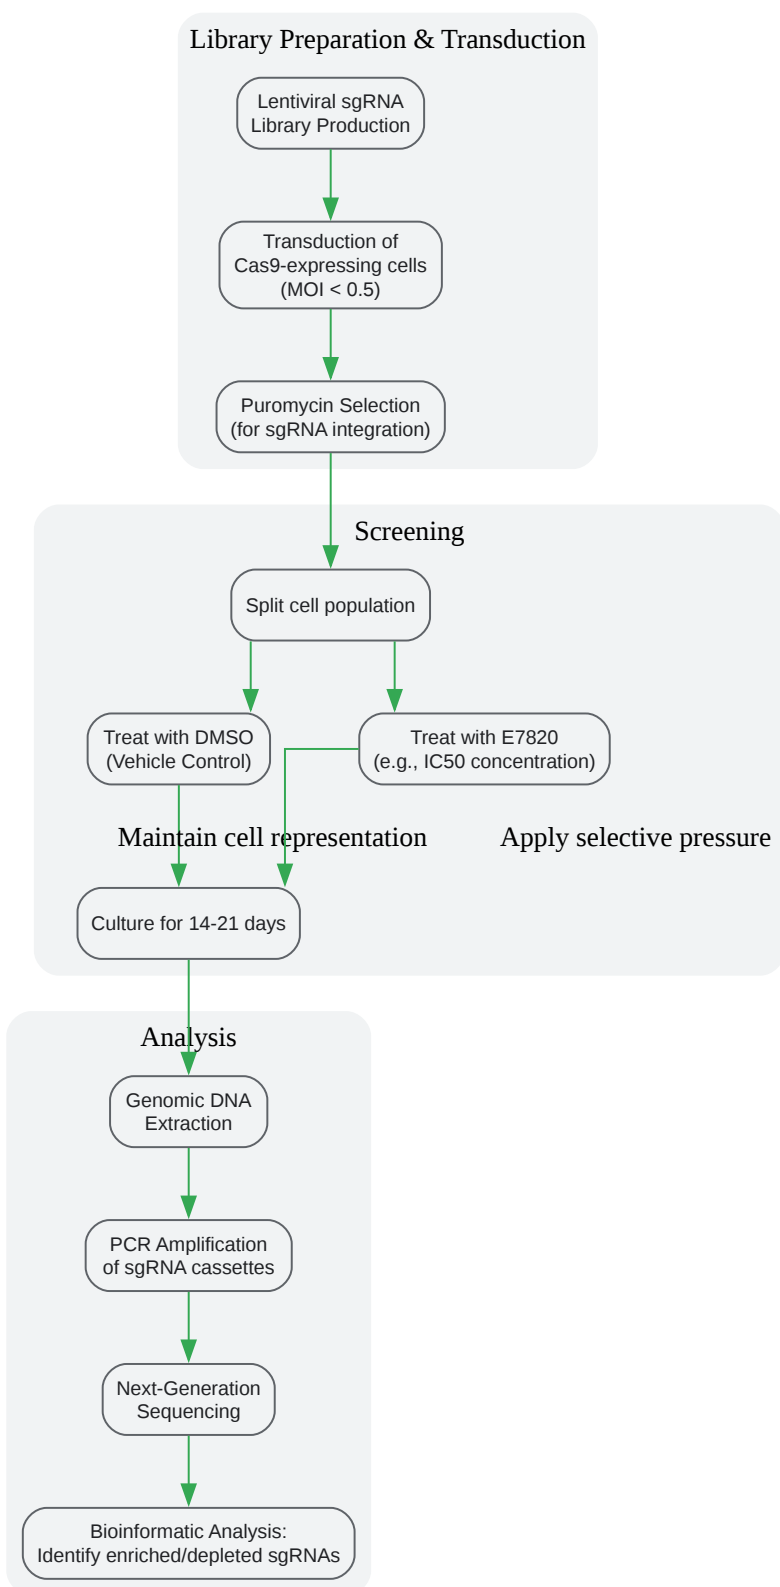 Library Preparation & Transduction
Lentiviral sgRNA
Library Production
Transduction of
Cas9-expressing cells
(MOI < 0.5)
Puromycin Selection
(for sgRNA integration)
Screening
Split cell population
Treat with DMSO
(Vehicle Control)
Treat with E7820
(e.g., IC50 concentration)
Maintain cell representation
Apply selective pressure
Culture for 14-21 days
Analysis
Genomic DNA
Extraction
PCR Amplification
of sgRNA cassettes
Next-Generation
Sequencing
Bioinformatic Analysis:
Identify enriched/depleted sgRNAs